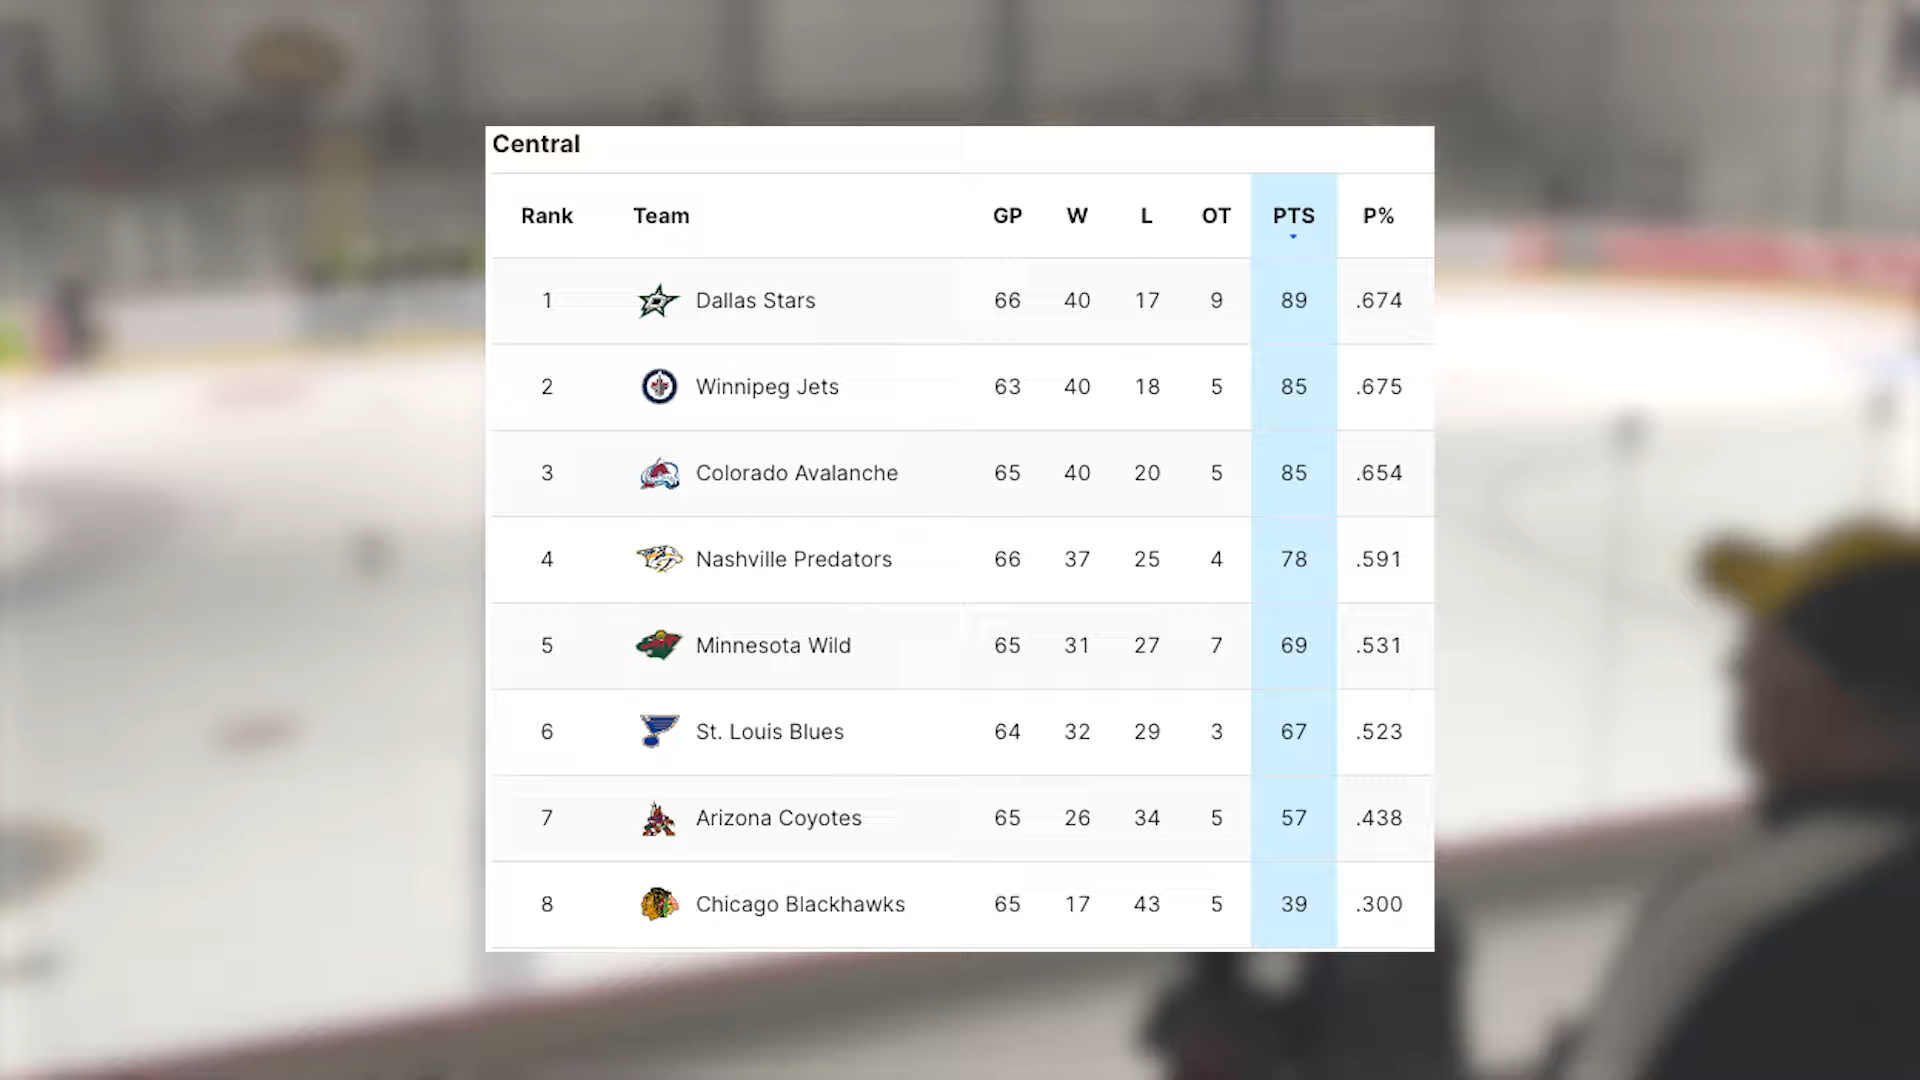 Central
Rank Team GP W L OT PTS P%
1 Dallas Stars 66 40 17 9 89 .674
2 Winnipeg Jets 63 40 18 5 85 .675
3 Colorado Avalanche 65 40 20 5 85 .654
4 Nashville Predators 66 37 25 4 78 .591
5 Minnesota Wild 65 31 27 7 69 .531
6 St. Louis Blues 64 32 29 3 67 .523
7 Arizona Coyotes 65 26 34 5 57 .438
8 Chicago Blackhawks 65 17 43 5 39 .300